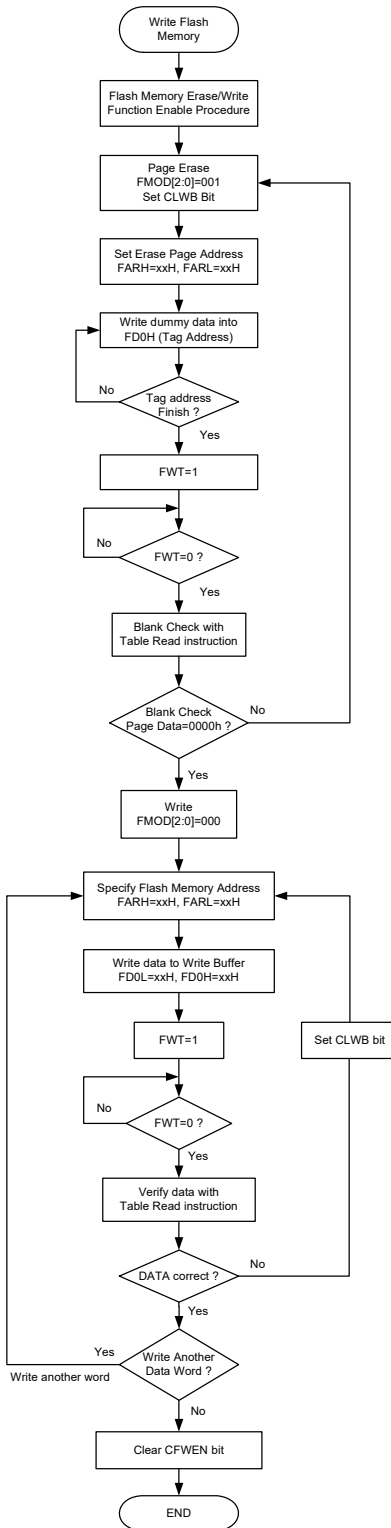 Write Flash
Memory
Flash Memory Erase/Write
Function Enable Procedure
Page Erase
FMOD[2:0]=001
Set CLWB Bit
Set Erase Page Address
FARH=xxH, FARL=xxH
Write dummy data into
FD0H (Tag Address)
No
Tag address
Finish ?
Yes
FWT=1
No
FWT=0 ?
Yes
Blank Check with
Table Read instruction
Blank Check
Page Data=0000h ?
No
Yes
Write
FMOD[2:0]=000
Specify Flash Memory Address
FARH=xxH, FARL=xxH
Write data to Write Buffer
FD0L=xxH, FD0H=xxH
FWT=1
Set CLWB bit
No
FWT=0 ?
Yes
Verify data with
Table Read instruction
DATA correct ?
No
Yes
Yes
Write another word
Write Another
Data Word ?
No
Clear CFWEN bit
END